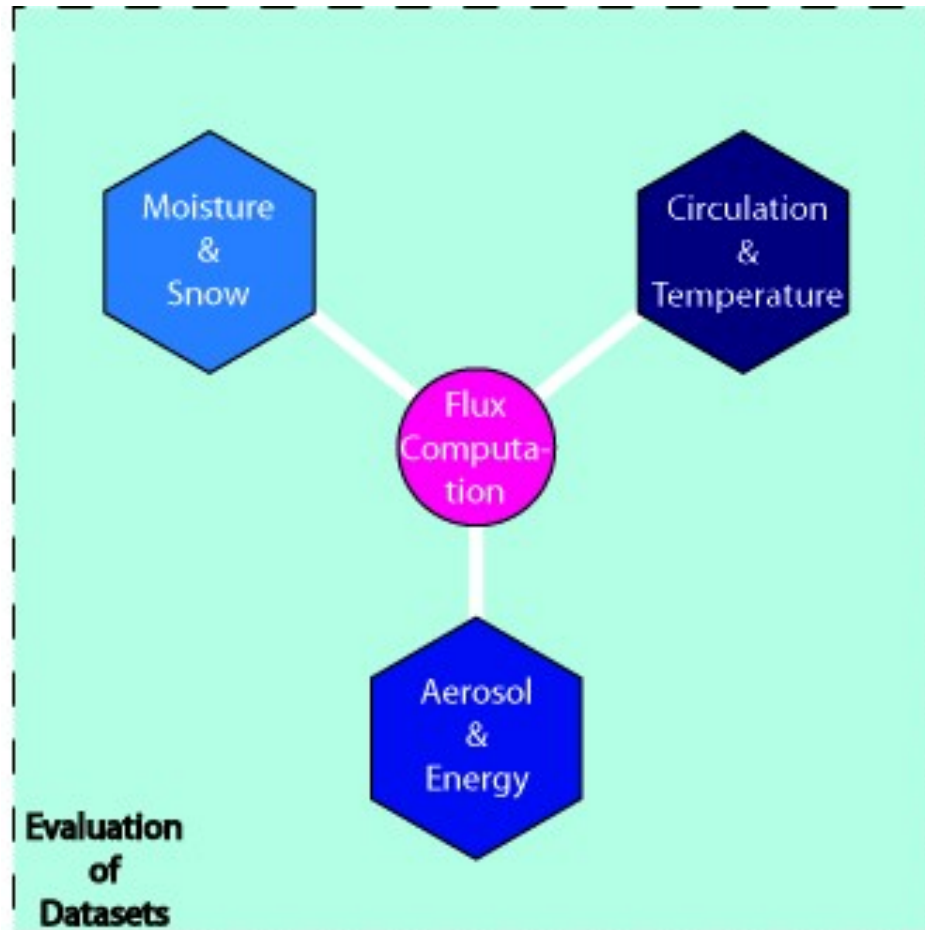 Moisture
&
Snow
Circulation
&
Temperature
Flux
Computa-
tion
Aerosol
&
Energy
Evaluation
of
Datasets